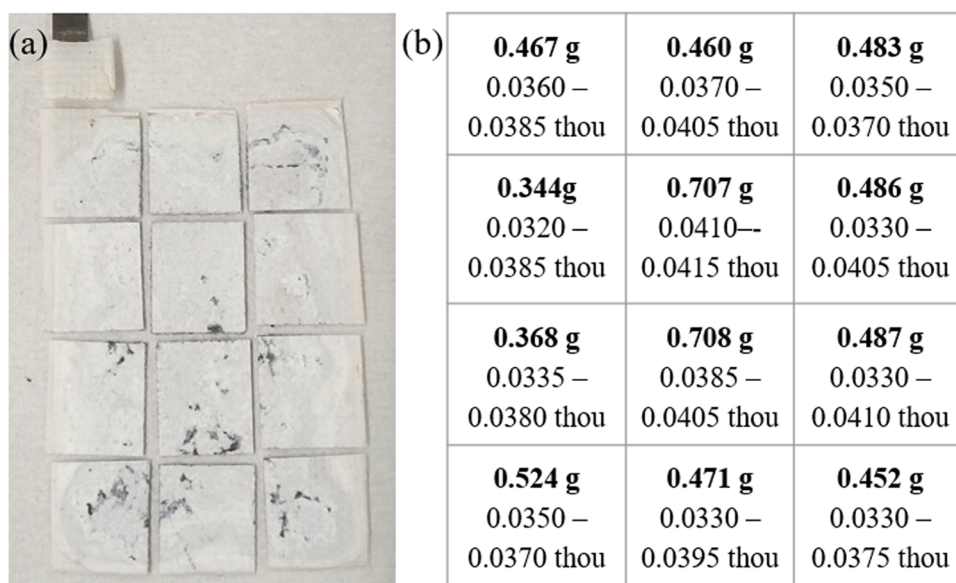 (a)
(b)
0.467 g
0.0360 –
0.0385 thou
0.460 g
0.0370 –
0.0405 thou
0.483 g
0.0350 –
0.0370 thou
0.344g
0.0320 –
0.0385 thou
0.707 g
0.0410–-
0.0415 thou
0.486 g
0.0330 –
0.0405 thou
0.368 g
0.0335 –
0.0380 thou
0.708 g
0.0385 –
0.0405 thou
0.487 g
0.0330 –
0.0410 thou
0.524 g
0.0350 –
0.0370 thou
0.471 g
0.0330 –
0.0395 thou
0.452 g
0.0330 –
0.0375 thou